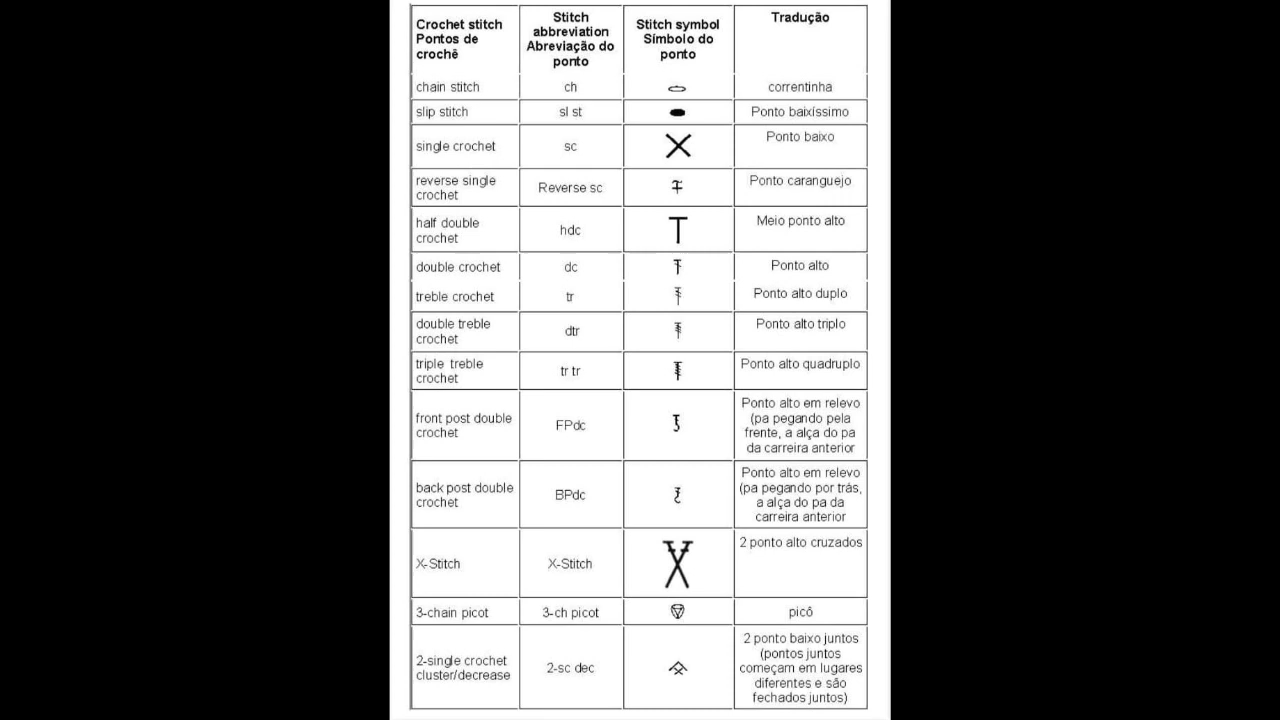 Crochet stitch
Pontos de
crochê
Stitch
abbreviation
Abreviação do
ponto
Stitch symbol
Símbolo do
ponto
Tradução
chain stitch
ch
correntinha
slip stitch
sl st
Ponto baixíssimo
single crochet
sc
Ponto baixo
reverse single
crochet
Reverse sc
Ponto caranguejo
half double
crochet
hdc
Meio ponto alto
double crochet
dc
Ponto alto
treble crochet
tr
Ponto alto duplo
double treble
crochet
dtr
Ponto alto triplo
triple treble
crochet
tr tr
Ponto alto quadruplo
front post double
crochet
FPdc
Ponto alto em relevo
(pa pegando pela
frente, a alça do pa
da carreira anterior
back post double
crochet
BPdc
Ponto alto em relevo
(pa pegando por trás,
a alça do pa da
carreira anterior
X-Stitch
X-Stitch
2 ponto alto cruzados
3-chain picot
3-ch picot
picô
2-single crochet
cluster/decrease
2-sc dec
2 ponto baixo juntos
(pontos juntos
começam em lugares
diferentes e são
fechados juntos)